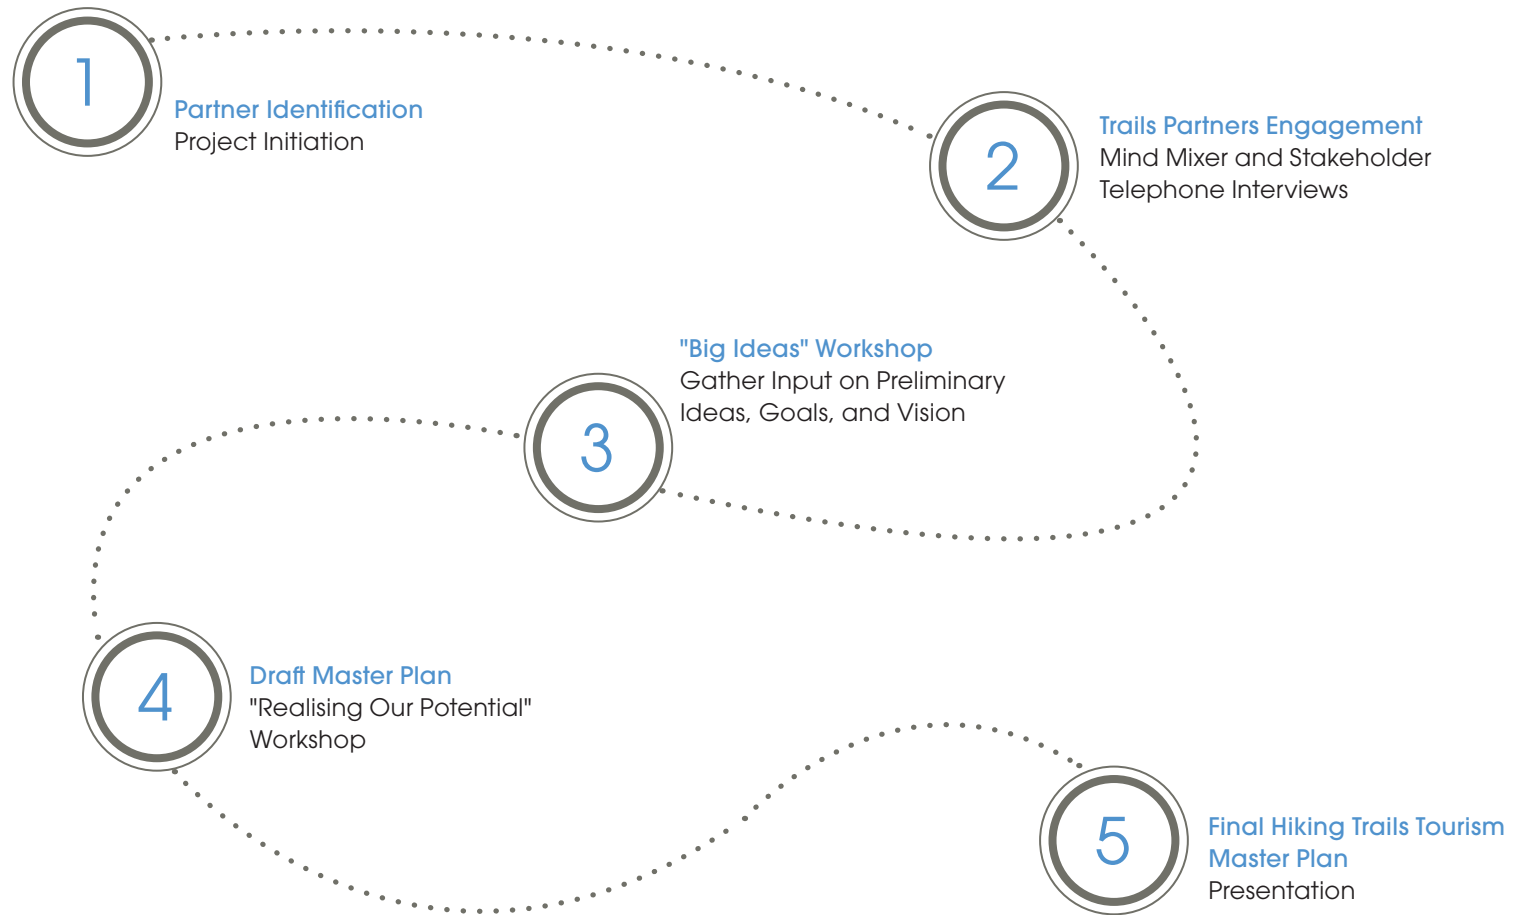 1
Partner Identification
Project Initiation
2
Trails Partners Engagement
Mind Mixer and Stakeholder
Telephone Interviews
3
"Big Ideas" Workshop
Gather Input on Preliminary
Ideas, Goals, and Vision
4
Draft Master Plan
"Realising Our Potential"
Workshop
5
Final Hiking Trails Tourism
Master Plan
Presentation